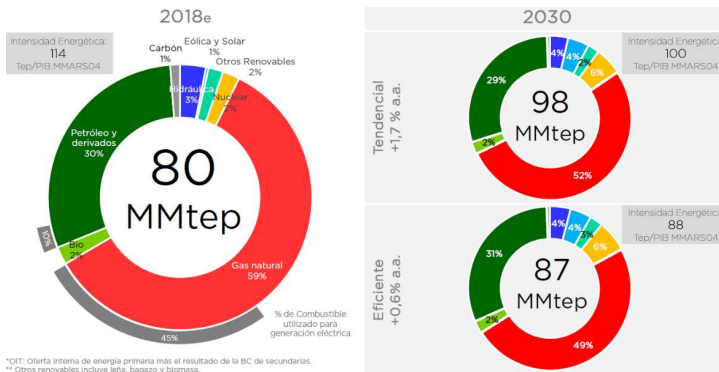 2018e
Intensidad Energética:
114
Tep/PIB MMARS04
Carbón
1%
Eólica y Solar
1%
Otros Renovables
2%
Hidráulica
3%
Nuclear
2%
Petróleo y
derivados
30%
80
MMtep
Bio
2%
Gas natural
59%
10%
45%
% de Combustible
utilizado para
generación eléctrica
*OIT: Oferta interna de energía primaria más el resultado de la BC de secundarias.
** Otros renovables incluye leña, bagazo y biomasa.
2030
Tendencial
+1,7 % a.a.
4%
4%
2%
6%
29%
98
MMtep
2%
52%
Intensidad Energética:
100
Tep/PIB MMARS04
Eficiente
+0,6% a.a.
4%
4%
3%
6%
31%
87
MMtep
2%
49%
Intensidad Energética:
88
Tep/PIB MMARS04